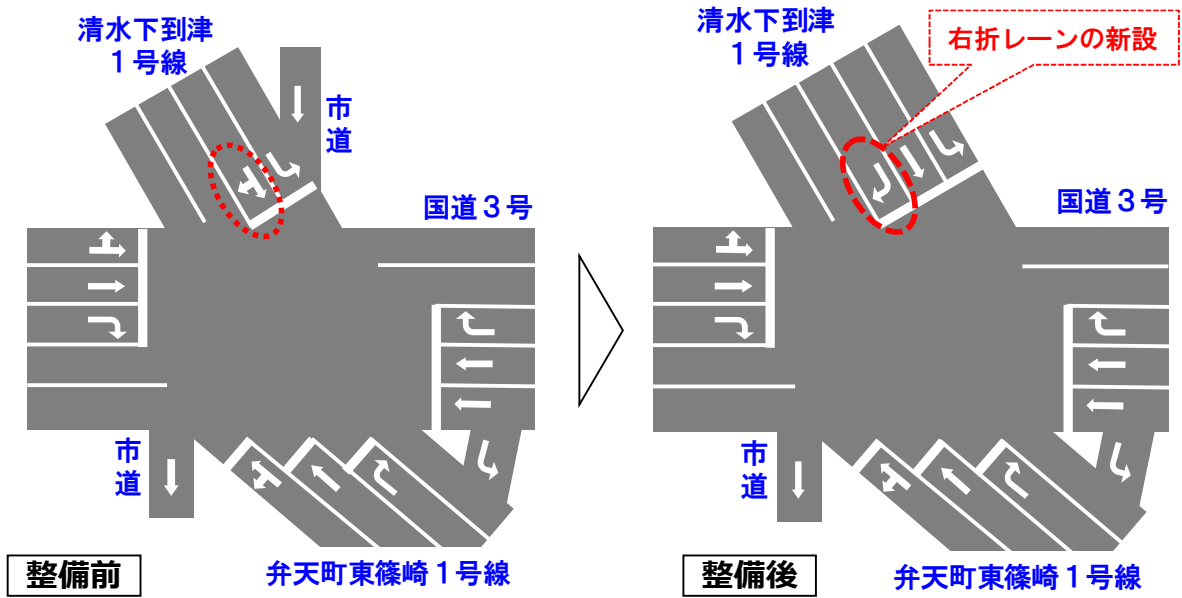 清水下到津
１号線
市
道
国道３号
市
道
弁天町東篠崎１号線
整備前
清水下到津
１号線
右折レーンの新設
国道３号
市
道
弁天町東篠崎１号線
整備後